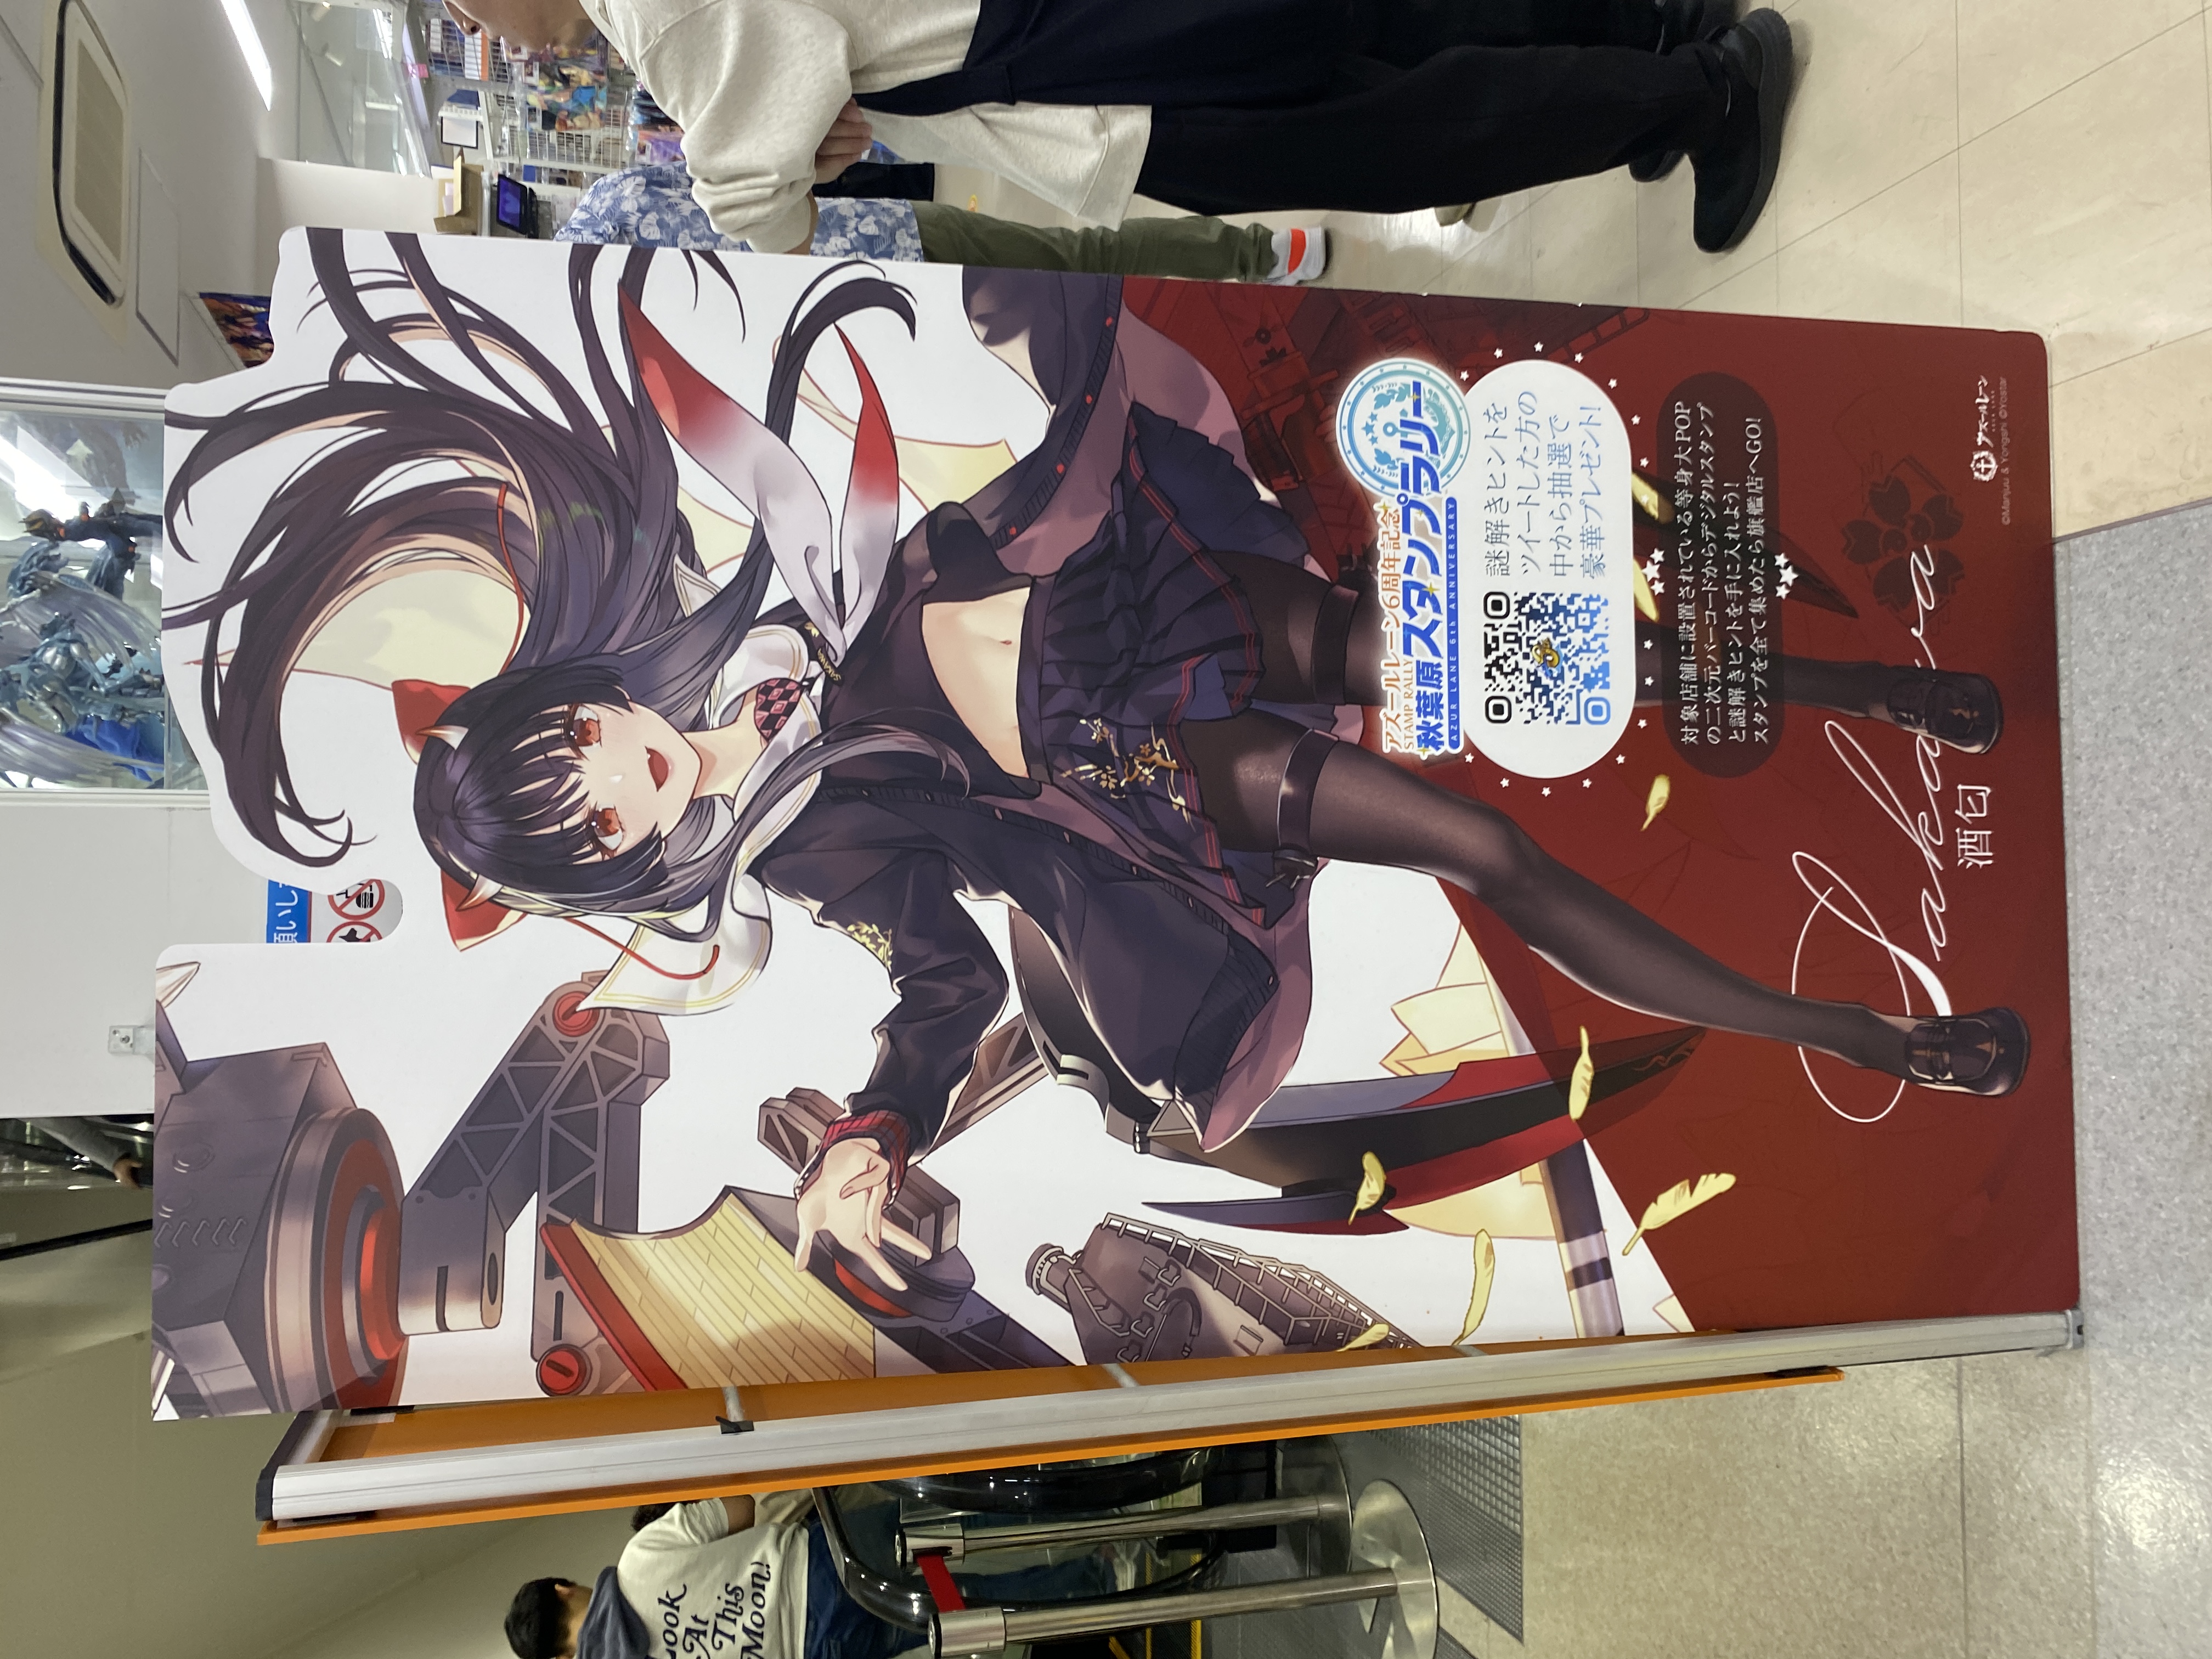 願いしま
Look
At
This
Moon!
SAKAWA
アズールレーン6周年記念
STAMP RALLY
秋葉原スタンプラリー
AZUR LANE 6th ANNIVERSARY
謎解きヒントを
ツイートした方の
中から抽選で
豪華プレゼント!
対象店舗に設置されている等身大POP
の二次元バーコードからデジタルスタンプ
と謎解きヒントを手に入れよう!
スタンプを全て集めたら旗艦店へGO!
Sakawa
酒匂
アズールレーン
AZUR LANE
©Manjuu & Yongshi ©Yostar